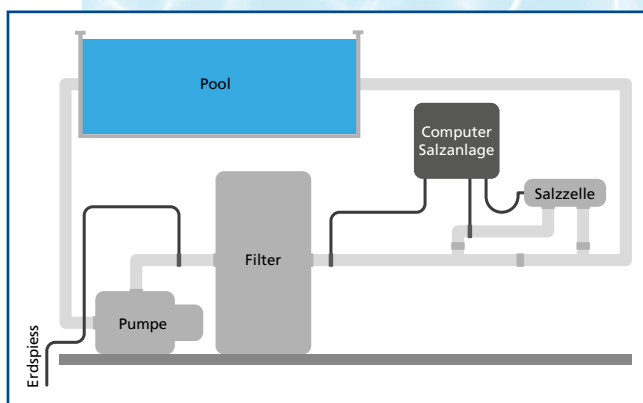 Pool
Computer
Salzanlage
Salzzelle
Filter
Pumpe
Erdspiess